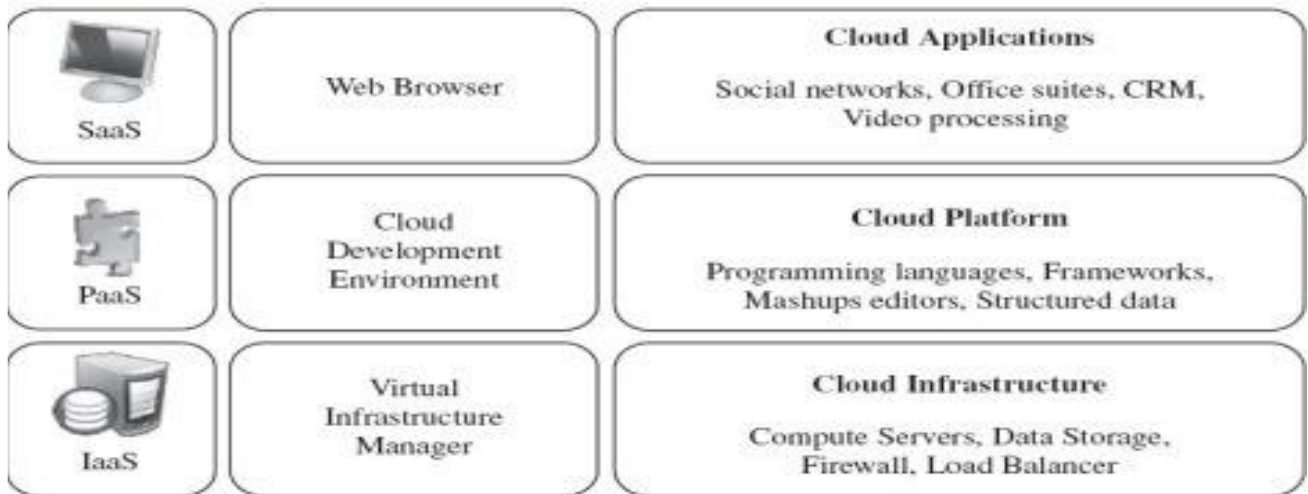 SaaS
Web Browser
Cloud Applications
Social networks, Office suites, CRM,
Video processing
PaaS
Cloud
Development
Environment
Cloud Platform
Programming languages, Frameworks,
Mashups editors, Structured data
IaaS
Virtual
Infrastructure
Manager
Cloud Infrastructure
Compute Servers, Data Storage,
Firewall, Load Balancer